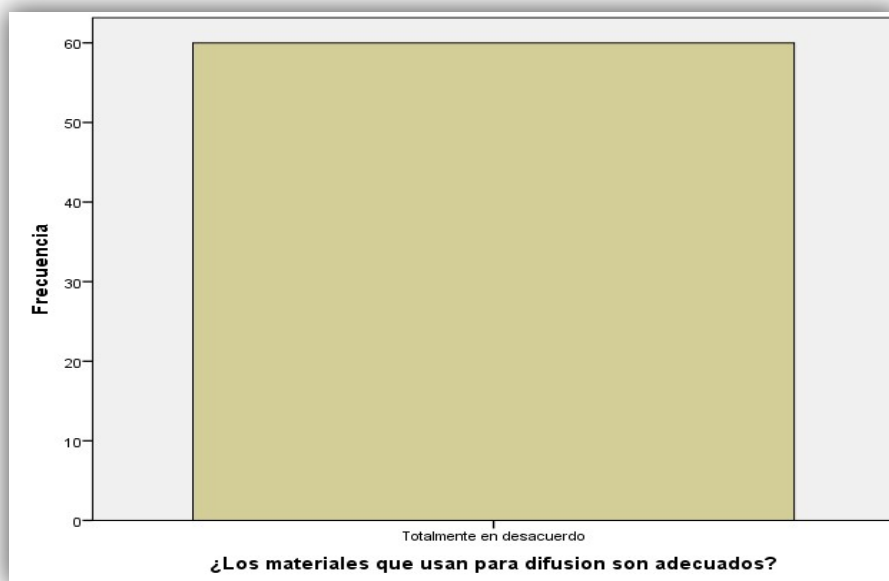 60
50
40
30
20
10
0
Frecuencia
Totalmente en desacuerdo
¿Los materiales que usan para difusion son adecuados?